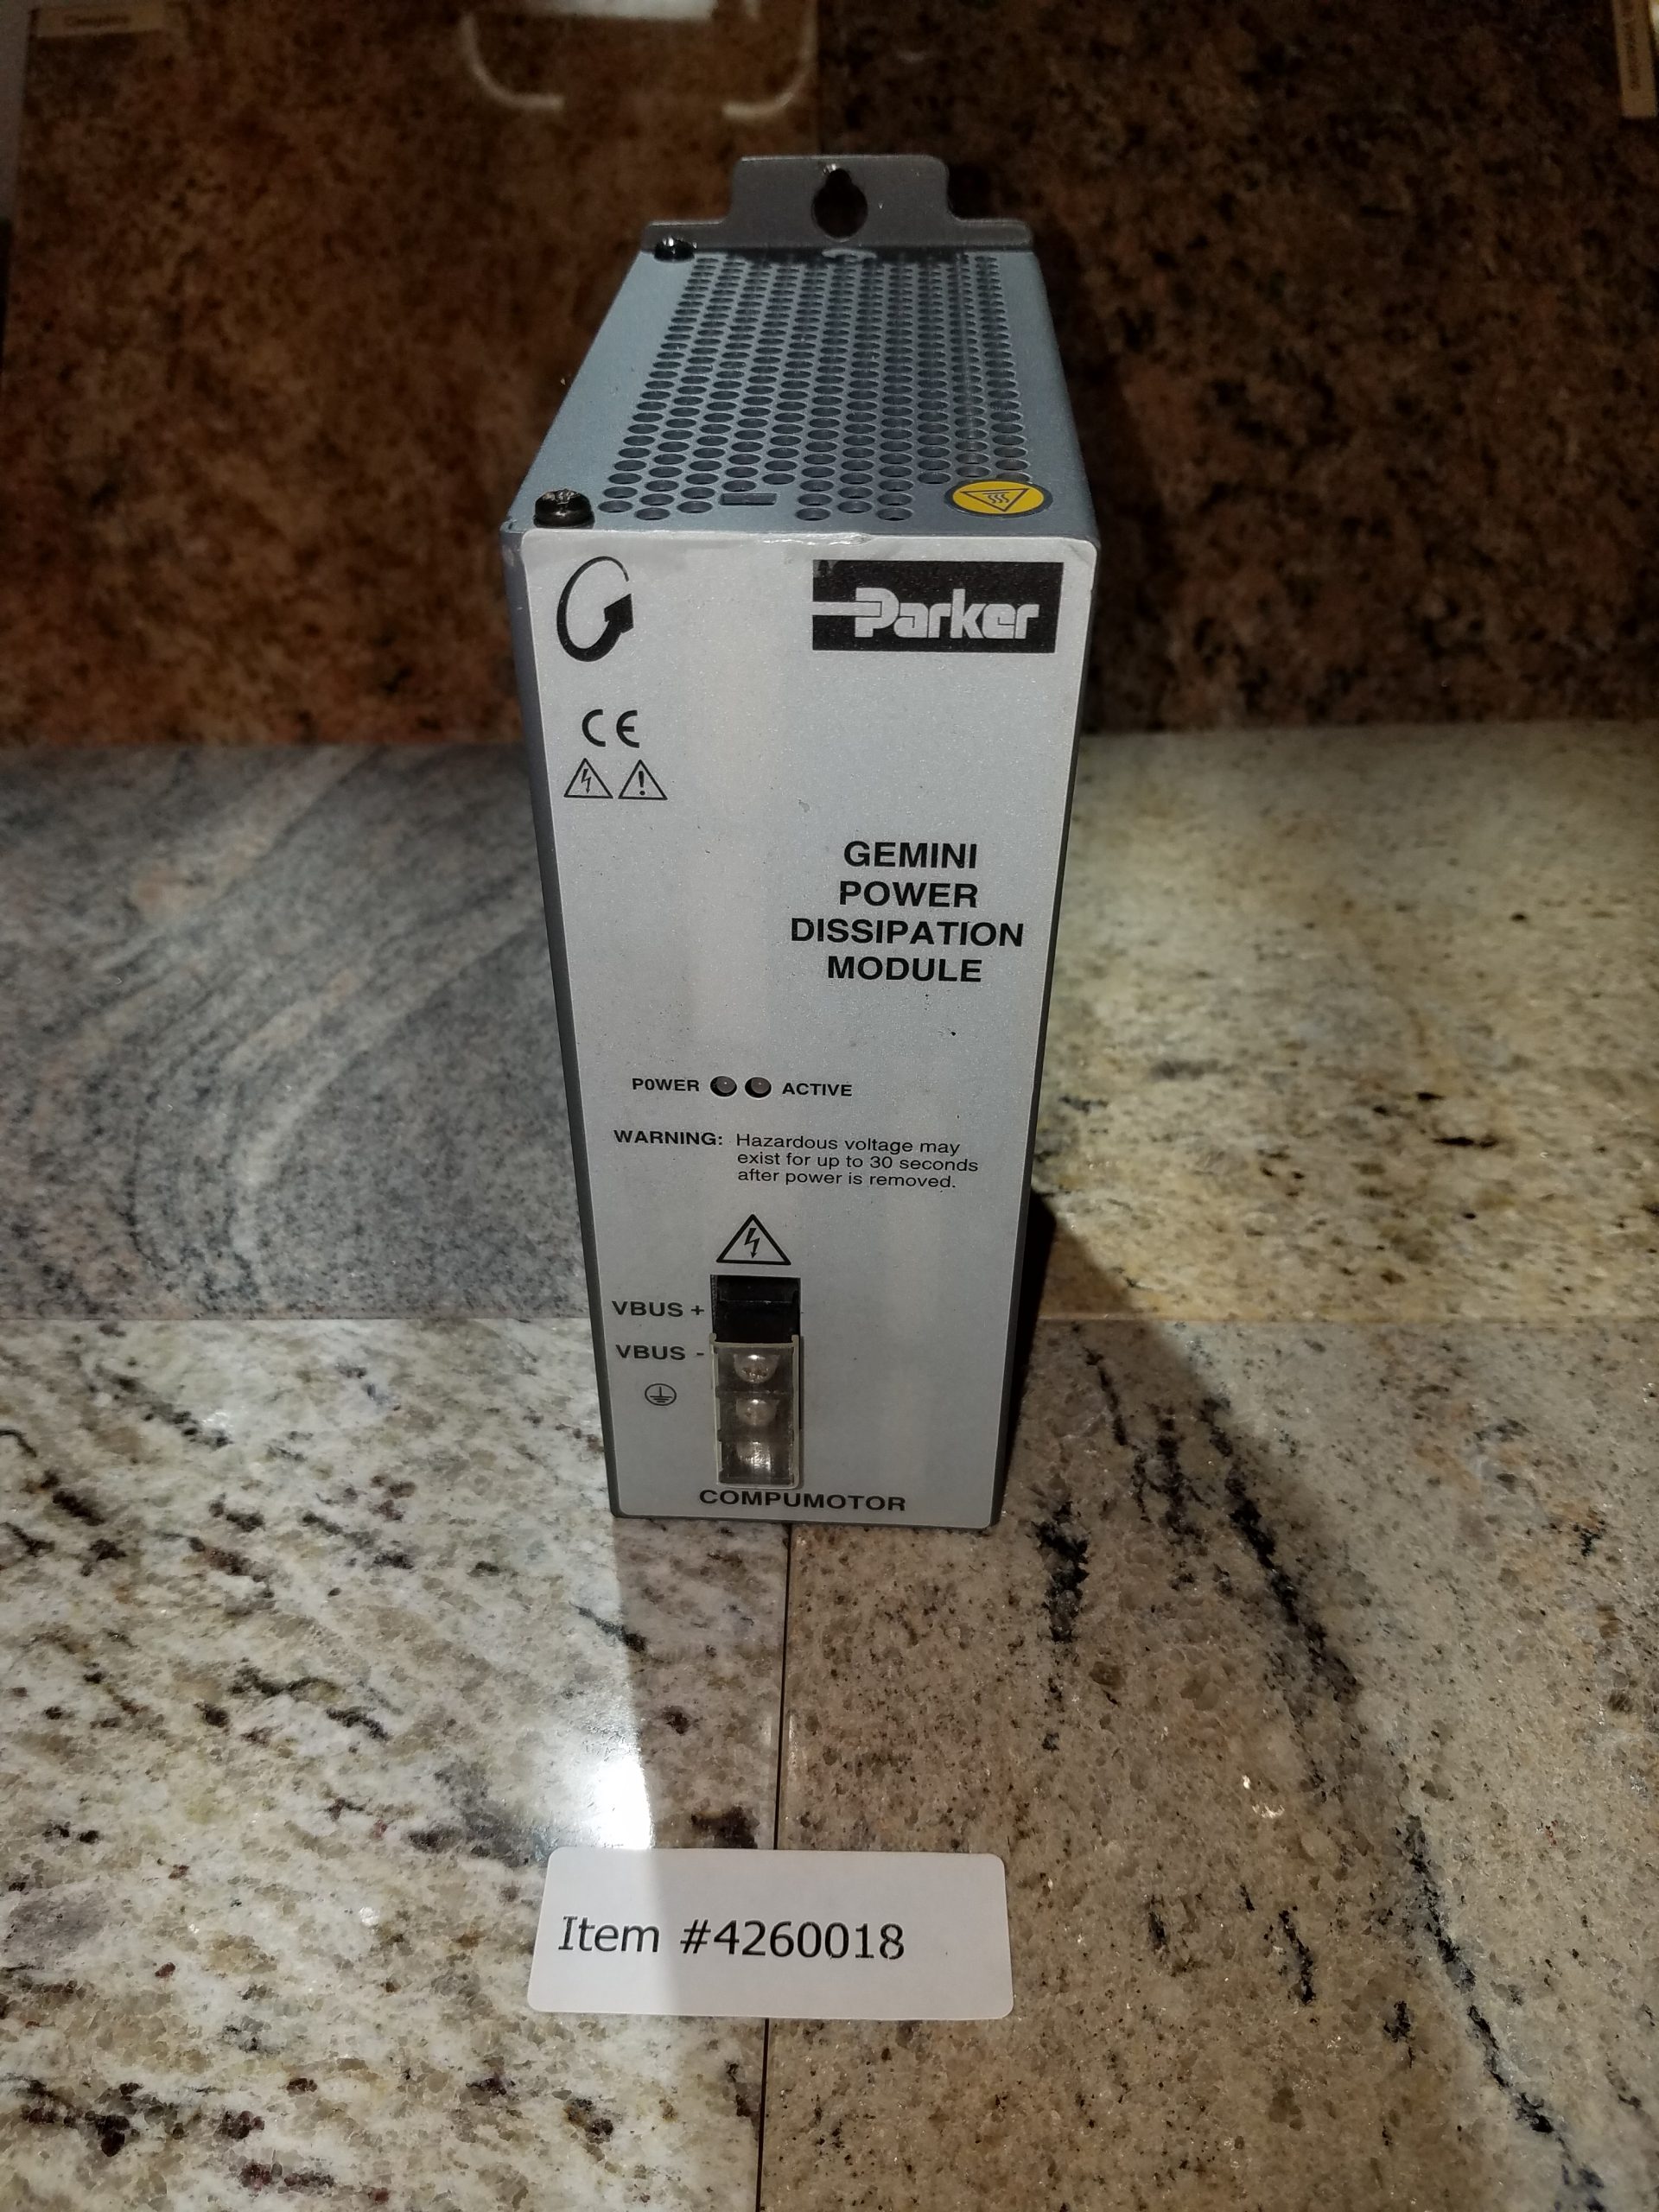 Parker
CE
GEMINI
POWER
DISSIPATION
MODULE
P0WER ACTIVE
WARNING: Hazardous voltage may
exist for up to 30 seconds
after power is removed.
VBUS +
VBUS -
COMPUMOTOR
Item #4260018